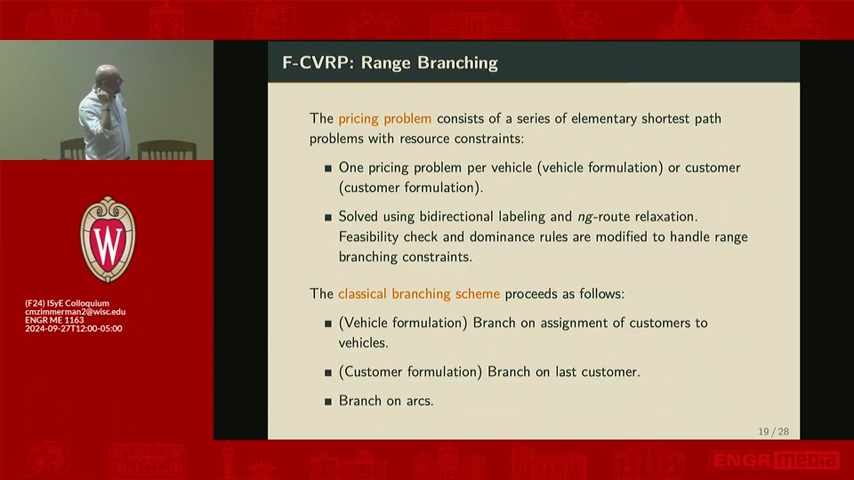 F-CVRP: Range Branching
The pricing problem consists of a series of elementary shortest path
problems with resource constraints:
■ One pricing problem per vehicle (vehicle formulation) or customer
(customer formulation).
■ Solved using bidirectional labeling and ng-route relaxation.
Feasibility check and dominance rules are modified to handle range
branching constraints.
The classical branching scheme proceeds as follows:
■ (Vehicle formulation) Branch on assignment of customers to
vehicles.
■ (Customer formulation) Branch on last customer.
■ Branch on arcs.
19 / 28
W
(F24) ISyE Colloquium
cmzimmerman2@wisc.edu
ENGR ME 1163
2024-09-27T12:00-05:00
ENGR media